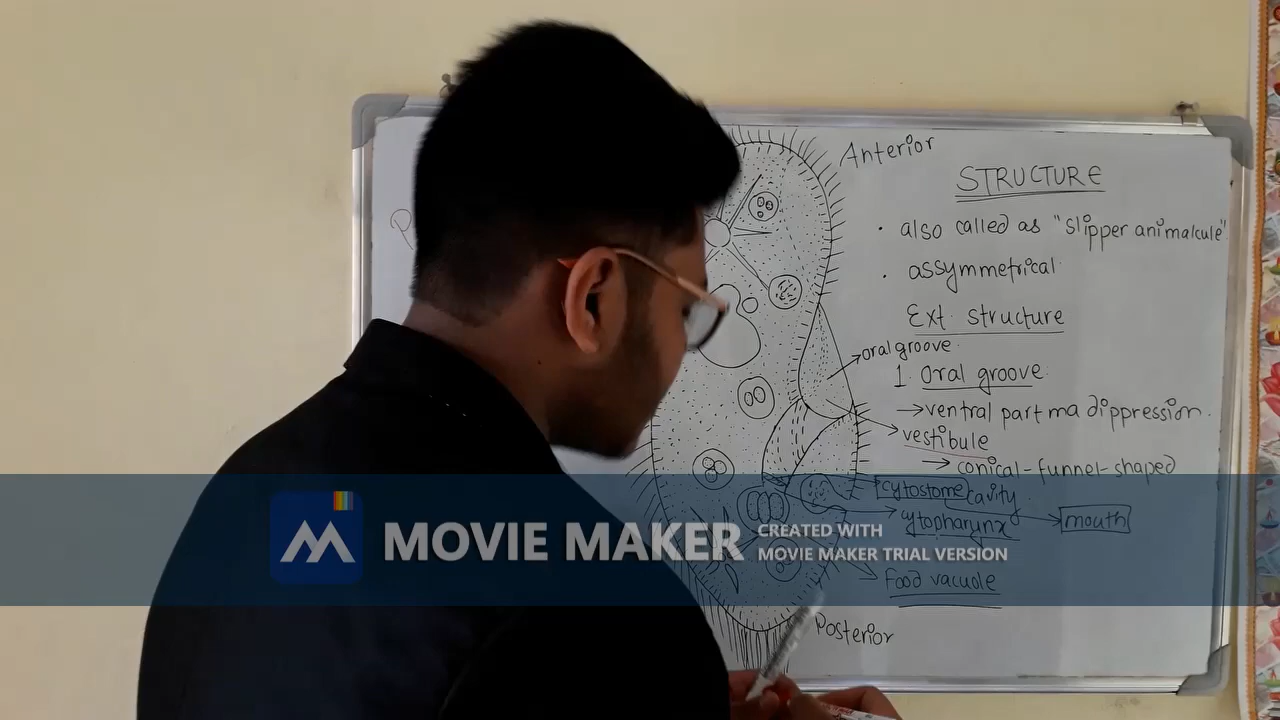 Anterior
STRUCTURE
• also called as "slipper animalcule"
• assymmetrical
Ext. structure
oral groove
1. Oral groove
→ ventral part ma dippression.
vestibule
→ conical-funnel-shaped
cytostome cavity
cytopharynx
mouth
MOVIE MAKER
CREATED WITH
MOVIE MAKER TRIAL VERSION
Food vacuole
Posterior